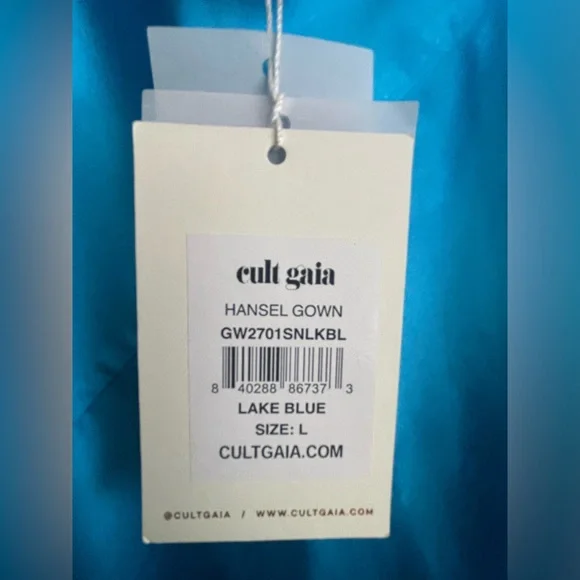 cult gaia
HANSEL GOWN
GW2701SNLKBL
8 40288 86737 3
LAKE BLUE
SIZE: L
CULTGAIA.COM
@CULTGAIA / WWW.CULTGAIA.COM